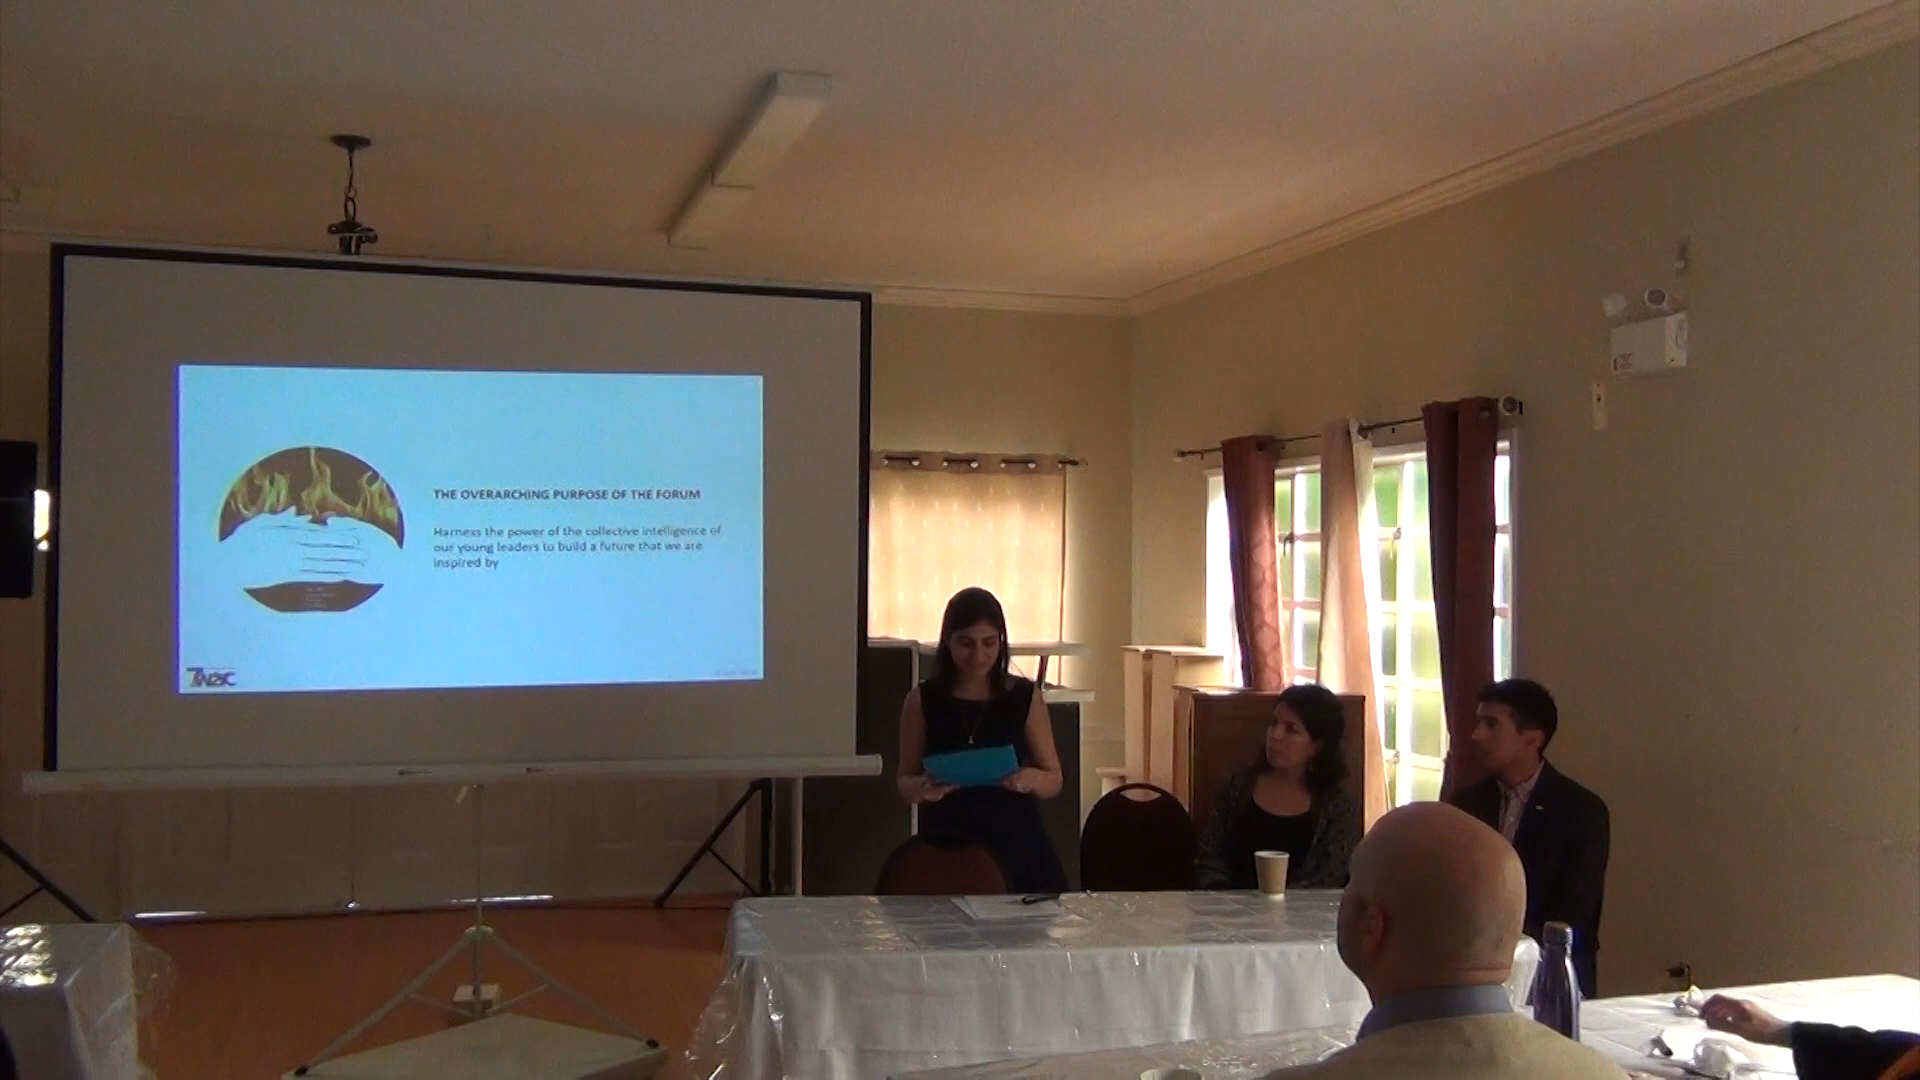 THE OVERARCHING PURPOSE OF THE FORUM
Harness the power of the collective intelligence of
our young leaders to build a future that we are
inspired by